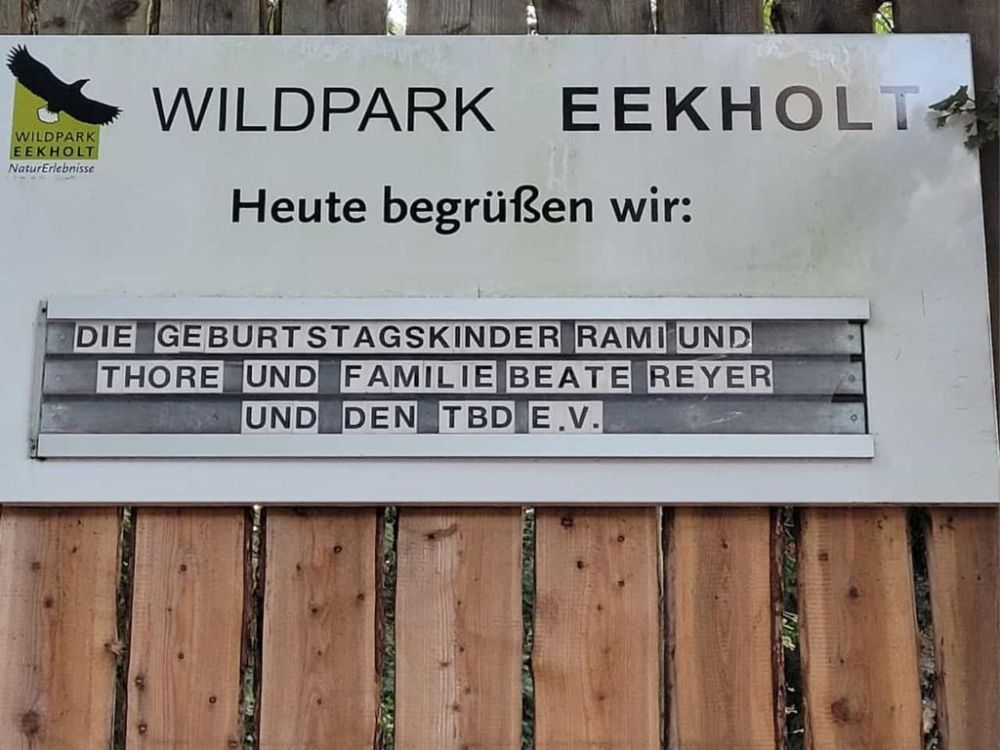 WILDPARK EEKHOLT
WILDPARK
EEKHOLT
NaturErlebnisse
Heute begrüßen wir:
DIE GEBURTSTAGSKINDER RAMI UND
THORE UND FAMILIE BEATE REYER
UND DEN TBD E.V.